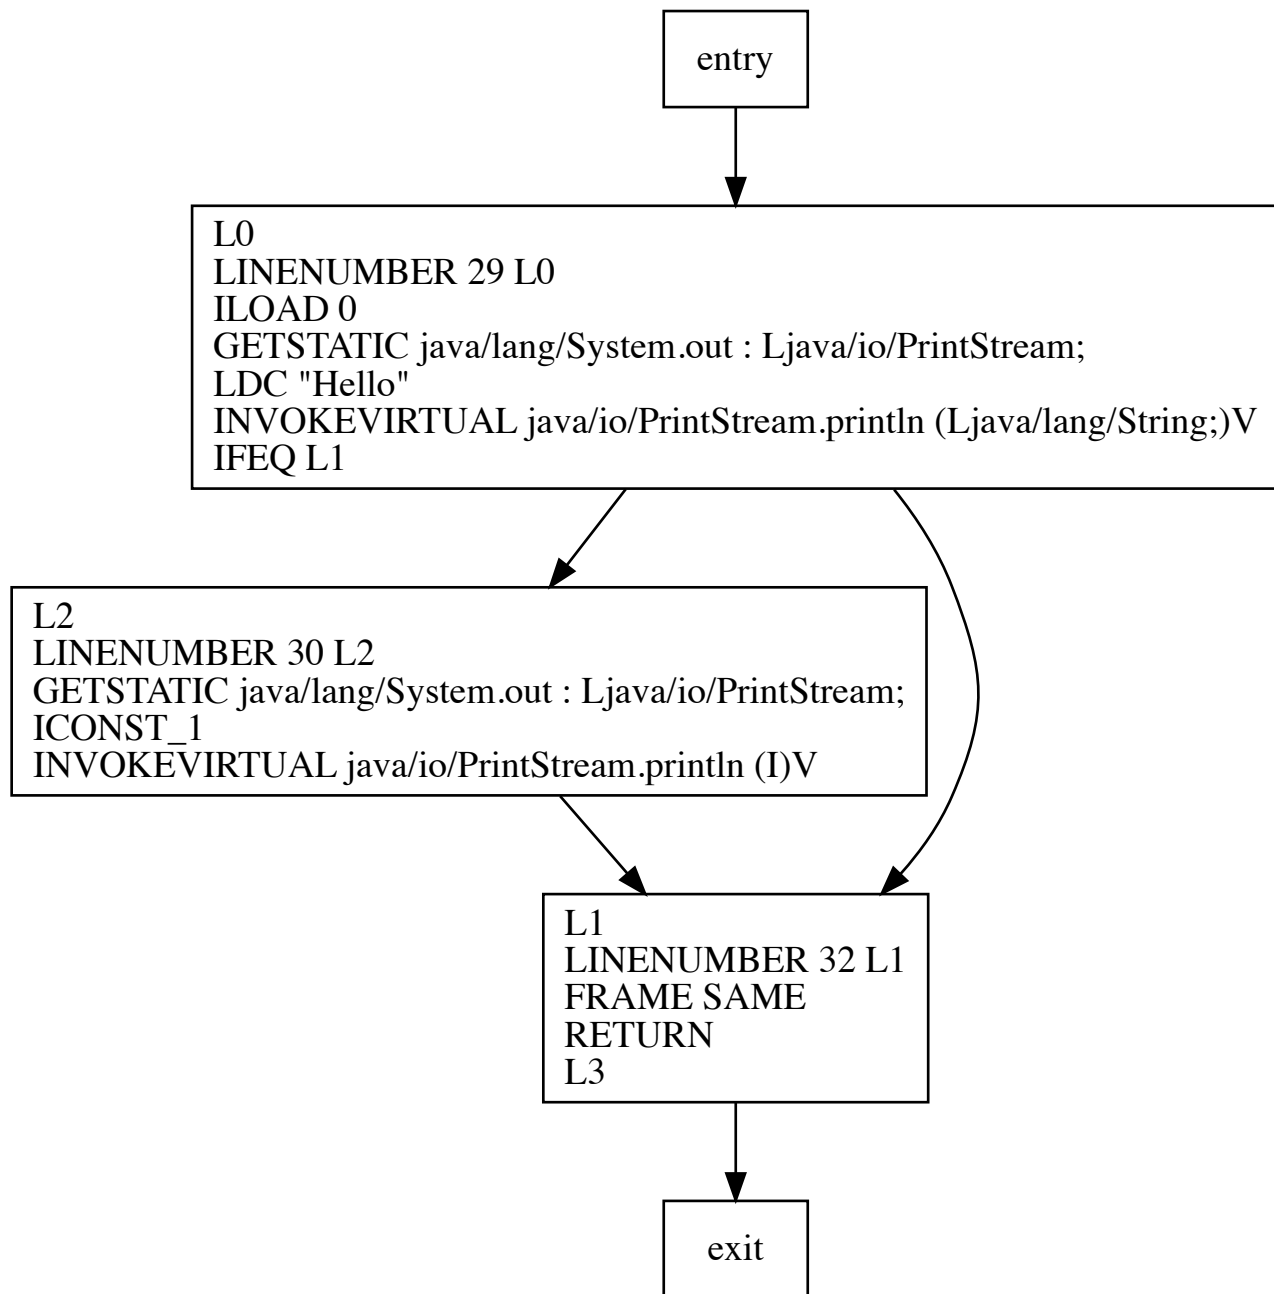 entry
L0
LINENUMBER 29 L0
ILOAD 0
GETSTATIC java/lang/System.out : Ljava/io/PrintStream;
LDC "Hello"
INVOKEVIRTUAL java/io/PrintStream.println (Ljava/lang/String;)V
IFEQ L1
L2
LINENUMBER 30 L2
GETSTATIC java/lang/System.out : Ljava/io/PrintStream;
ICONST_1
INVOKEVIRTUAL java/io/PrintStream.println (I)V
L1
LINENUMBER 32 L1
FRAME SAME
RETURN
L3
exit